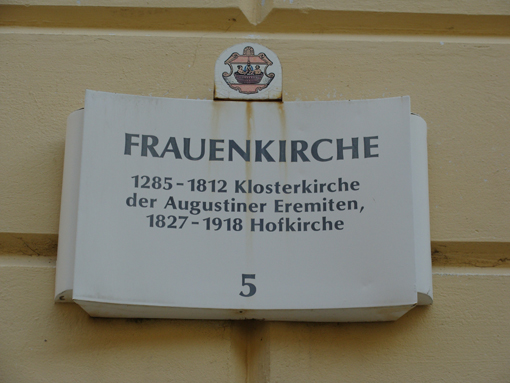 FRAUENKIRCHE
1285-1812 Klosterkirche
der Augustiner Eremiten,
1827-1918 Hofkirche
5